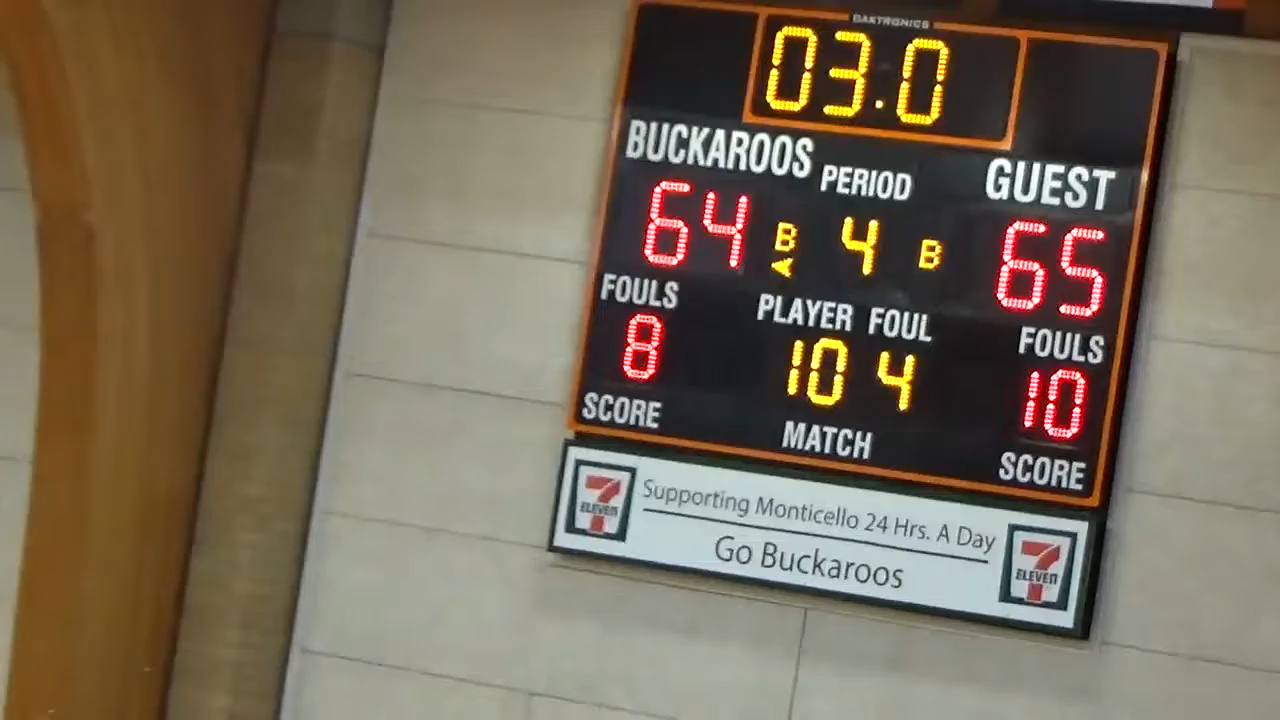 DAKTRONICS
03.0
BUCKAROOS PERIOD GUEST
64 B 4 B 65
FOULS PLAYER FOUL FOULS
8 10 4 10
SCORE MATCH SCORE
7 ELEVEN Supporting Monticello 24 Hrs. A Day 7 ELEVEN
Go Buckaroos